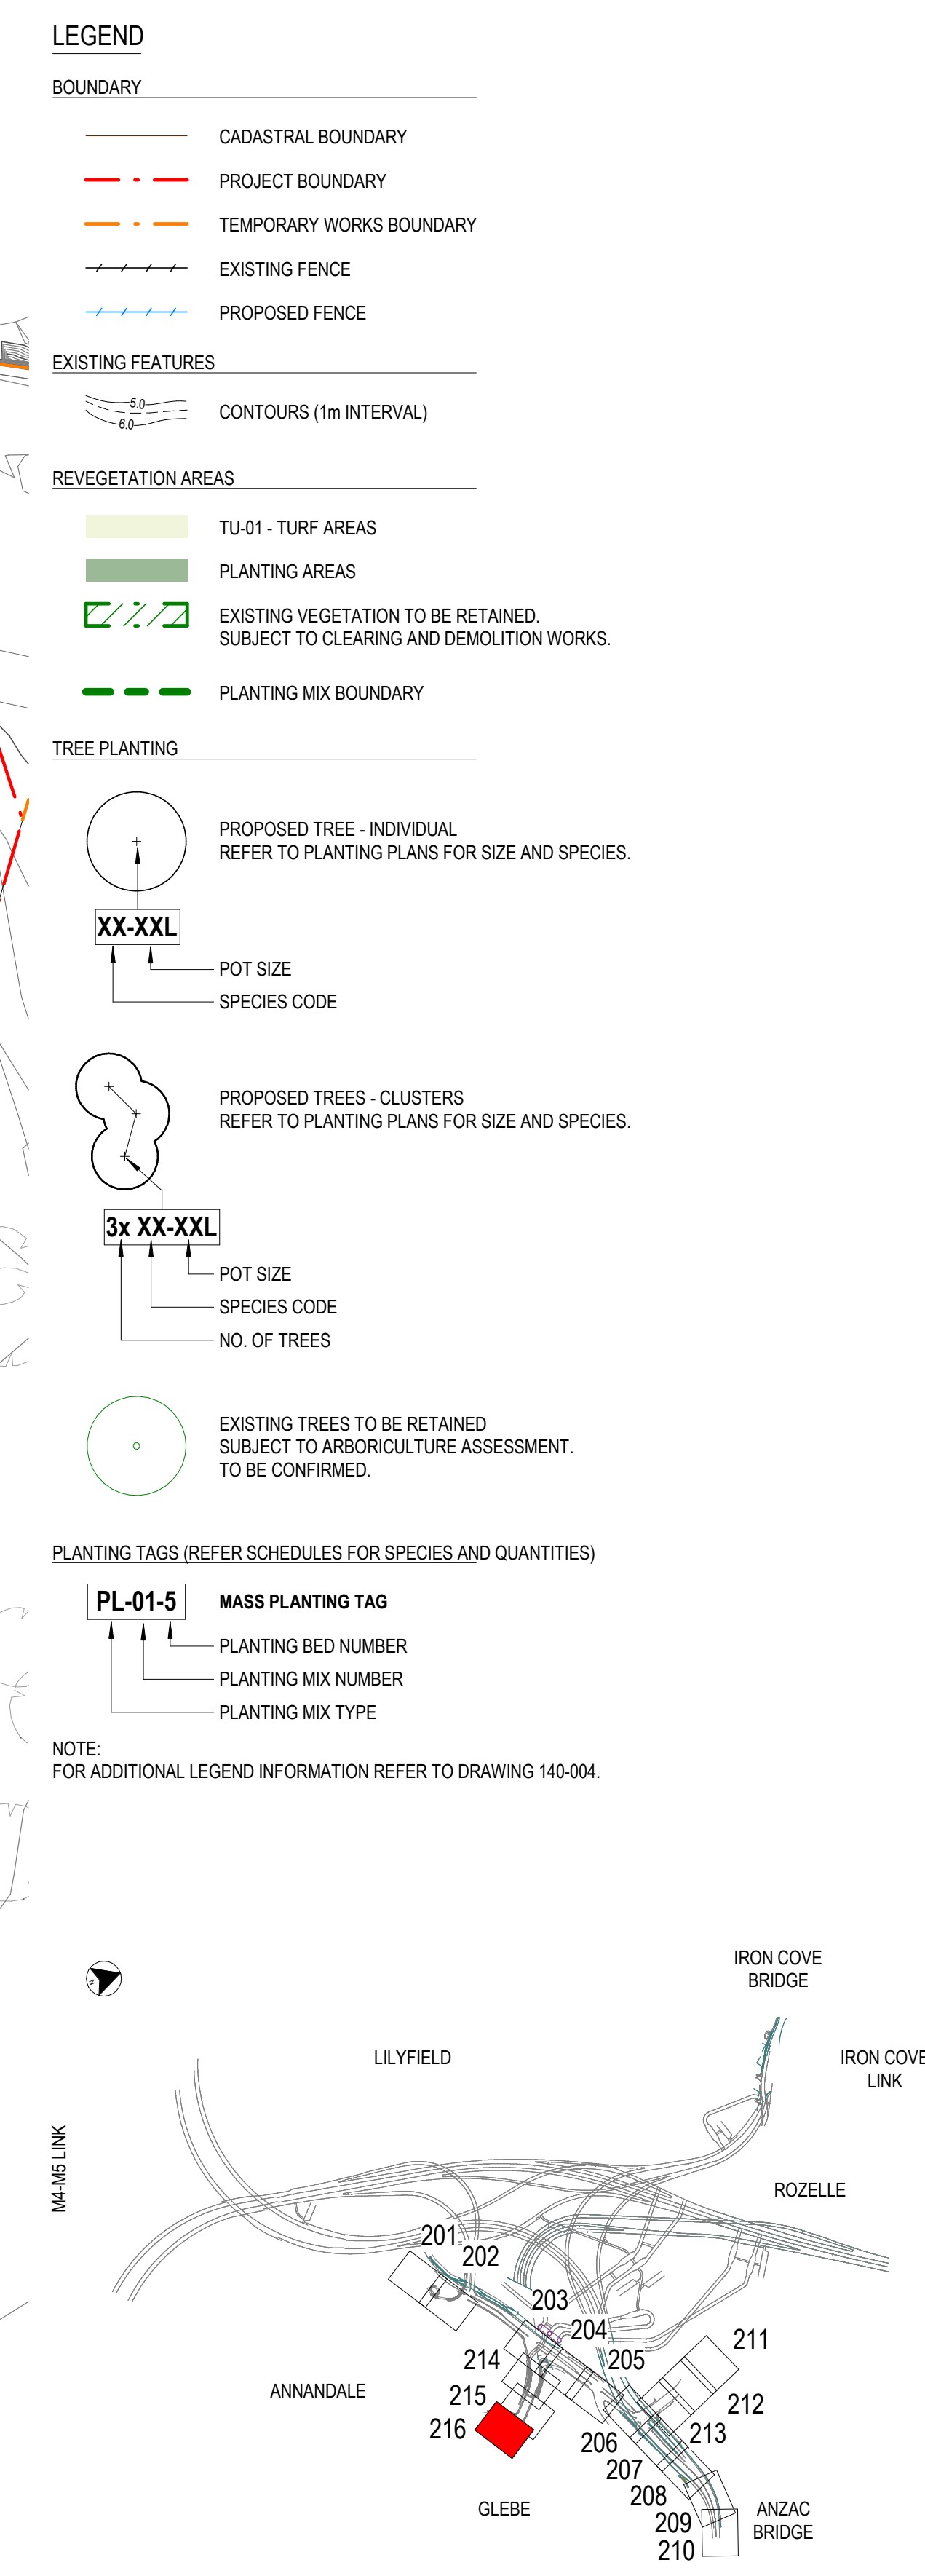 LEGEND
BOUNDARY
CADASTRAL BOUNDARY
PROJECT BOUNDARY
TEMPORARY WORKS BOUNDARY
EXISTING FENCE
PROPOSED FENCE
EXISTING FEATURES
5.0
6.0
CONTOURS (1m INTERVAL)
REVEGETATION AREAS
TU-01 - TURF AREAS
PLANTING AREAS
EXISTING VEGETATION TO BE RETAINED.
SUBJECT TO CLEARING AND DEMOLITION WORKS.
PLANTING MIX BOUNDARY
TREE PLANTING
PROPOSED TREE - INDIVIDUAL
REFER TO PLANTING PLANS FOR SIZE AND SPECIES.
XX-XXL
POT SIZE
SPECIES CODE
PROPOSED TREES - CLUSTERS
REFER TO PLANTING PLANS FOR SIZE AND SPECIES.
3x XX-XXL
POT SIZE
SPECIES CODE
NO. OF TREES
EXISTING TREES TO BE RETAINED
SUBJECT TO ARBORICULTURE ASSESSMENT.
TO BE CONFIRMED.
PLANTING TAGS (REFER SCHEDULES FOR SPECIES AND QUANTITIES)
PL-01-5 MASS PLANTING TAG
PLANTING BED NUMBER
PLANTING MIX NUMBER
PLANTING MIX TYPE
NOTE:
FOR ADDITIONAL LEGEND INFORMATION REFER TO DRAWING 140-004.
N
IRON COVE
BRIDGE
LILYFIELD
IRON COVE
LINK
M4-M5 LINK
ROZELLE
201
202
203
204
205
211
214
212
215
213
216
206
207
208
209
210
ANNANDALE
GLEBE
ANZAC
BRIDGE